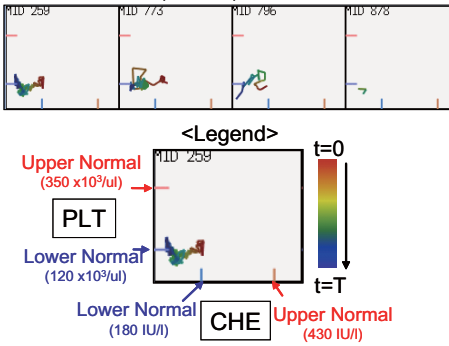 MID 259
MID 773
MID 796
MID 878
<Legend>
MID 259
t=0
Upper Normal
(350 x10³/ul)
PLT
Lower Normal
(120 x10³/ul)
t=T
Lower Normal
(180 IU/l)
CHE
Upper Normal
(430 IU/l)